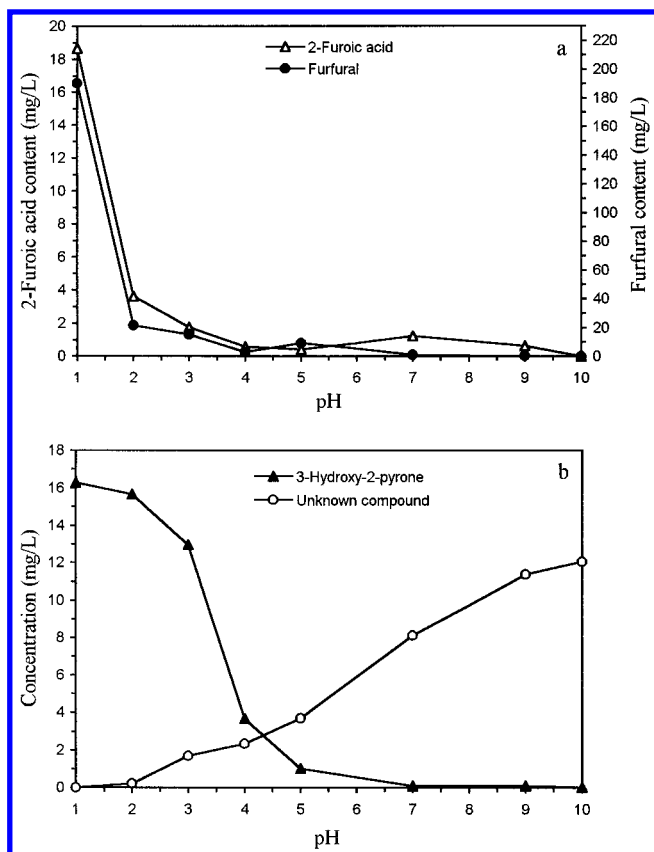 a
2-Furoic acid
Furfural
2-Furoic acid content (mg/L)
20
18
16
14
12
10
8
6
4
2
0
Furfural content (mg/L)
220
200
180
160
140
120
100
80
60
40
20
0
1 2 3 4 5 6 7 8 9 10
pH
b
3-Hydroxy-2-pyrone
Unknown compound
Concentration (mg/L)
18
16
14
12
10
8
6
4
2
0
1 2 3 4 5 6 7 8 9 10
pH